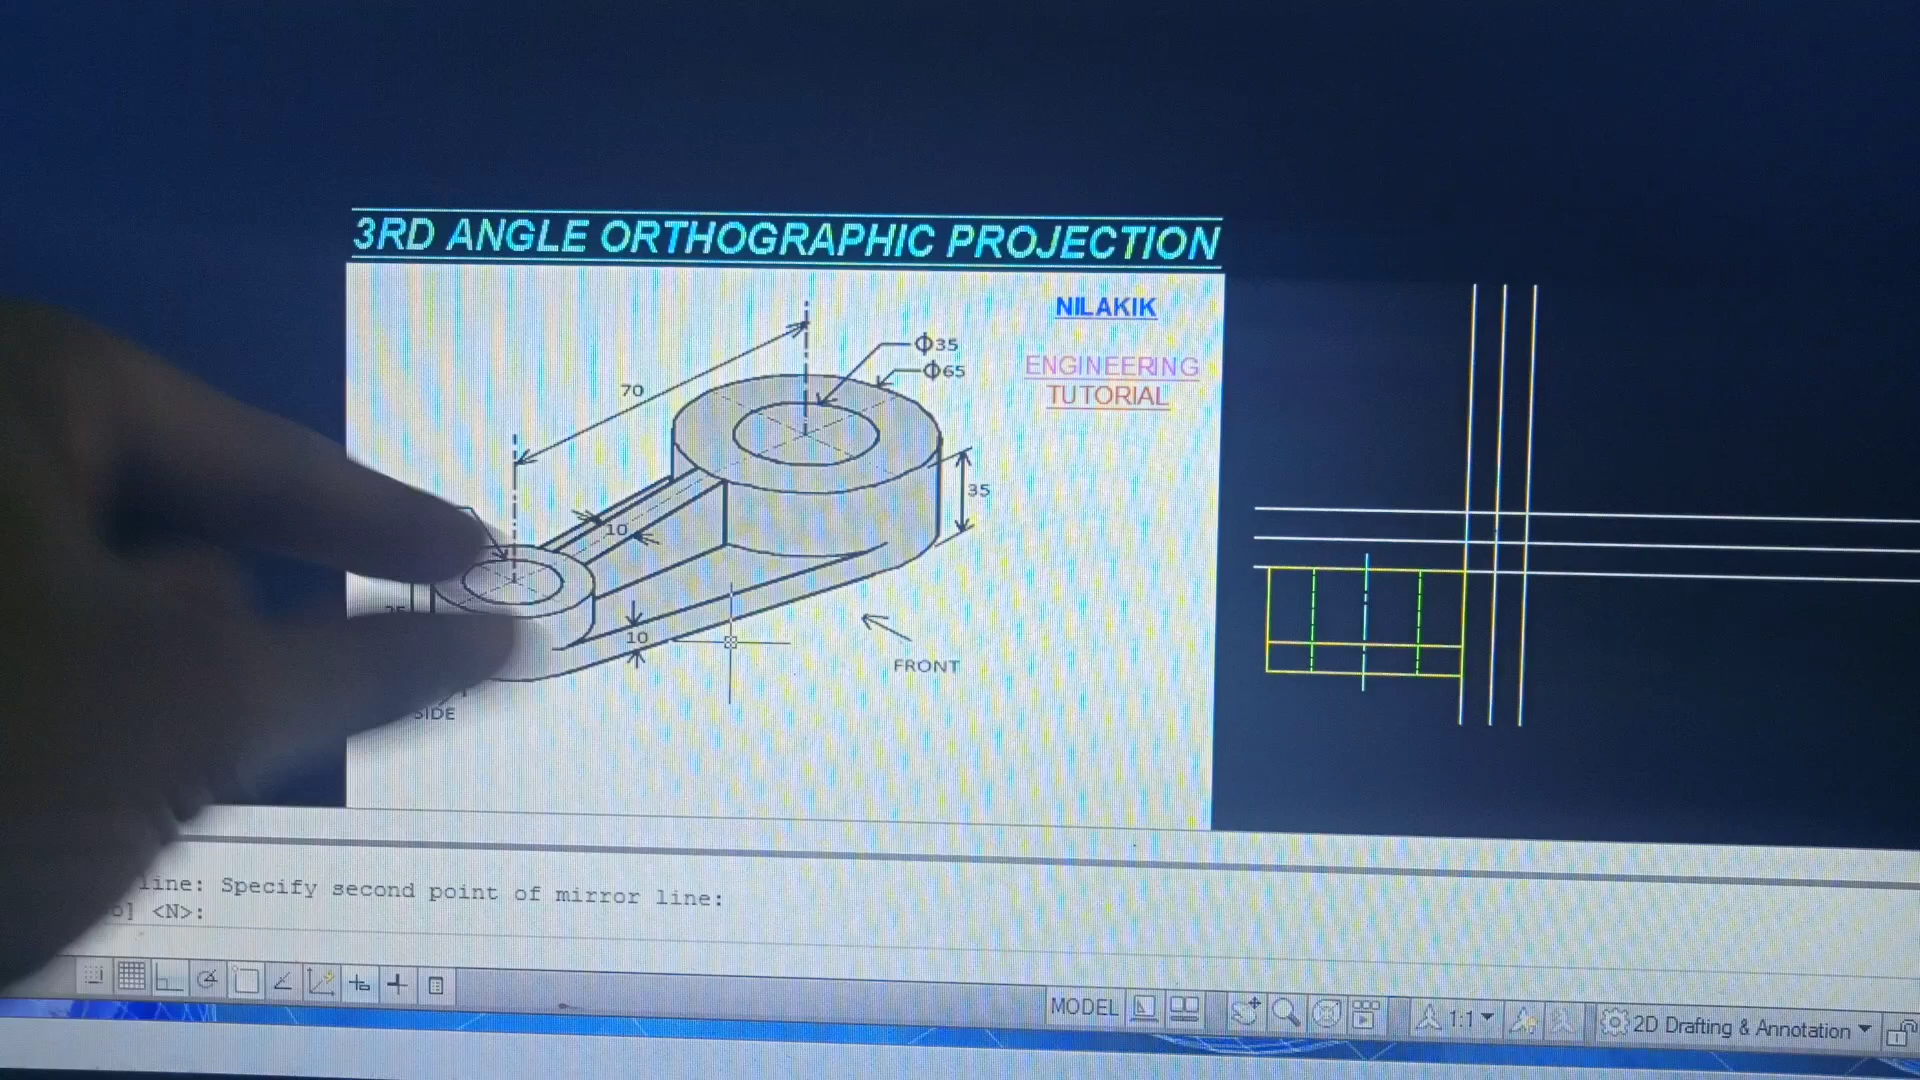 3RD ANGLE ORTHOGRAPHIC PROJECTION
NILAKIK
ENGINEERING
TUTORIAL
Φ35
Φ65
70
35
10
10
FRONT
SIDE
line: Specify second point of mirror line:
o] <N>:
MODEL
1:1
2D Drafting & Annotation